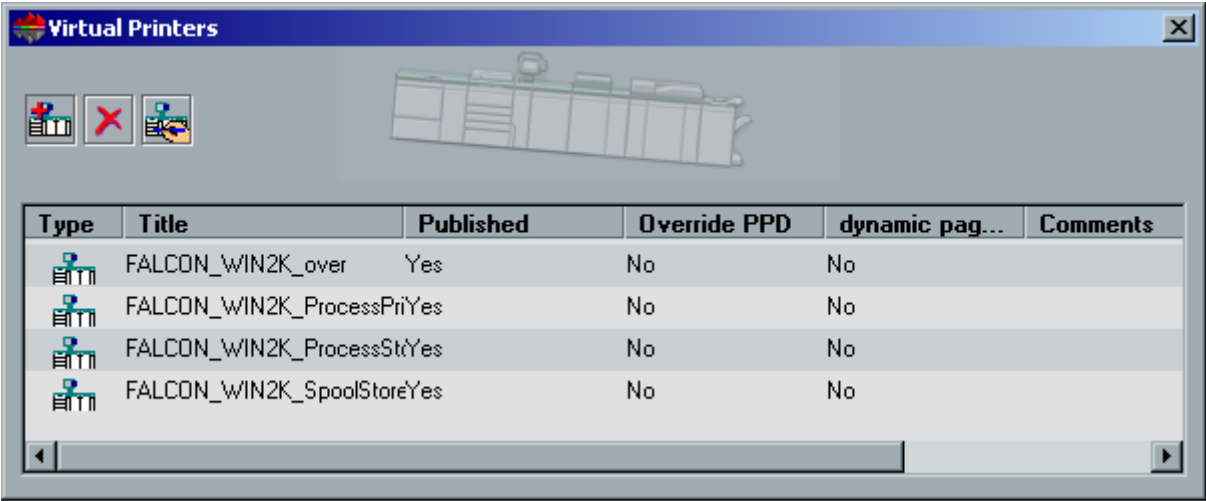 Virtual Printers
Type Title Published Override PPD dynamic pag... Comments
FALCON_WIN2K_over Yes No No
FALCON_WIN2K_ProcessPri Yes No No
FALCON_WIN2K_ProcessSt Yes No No
FALCON_WIN2K_SpoolStore Yes No No